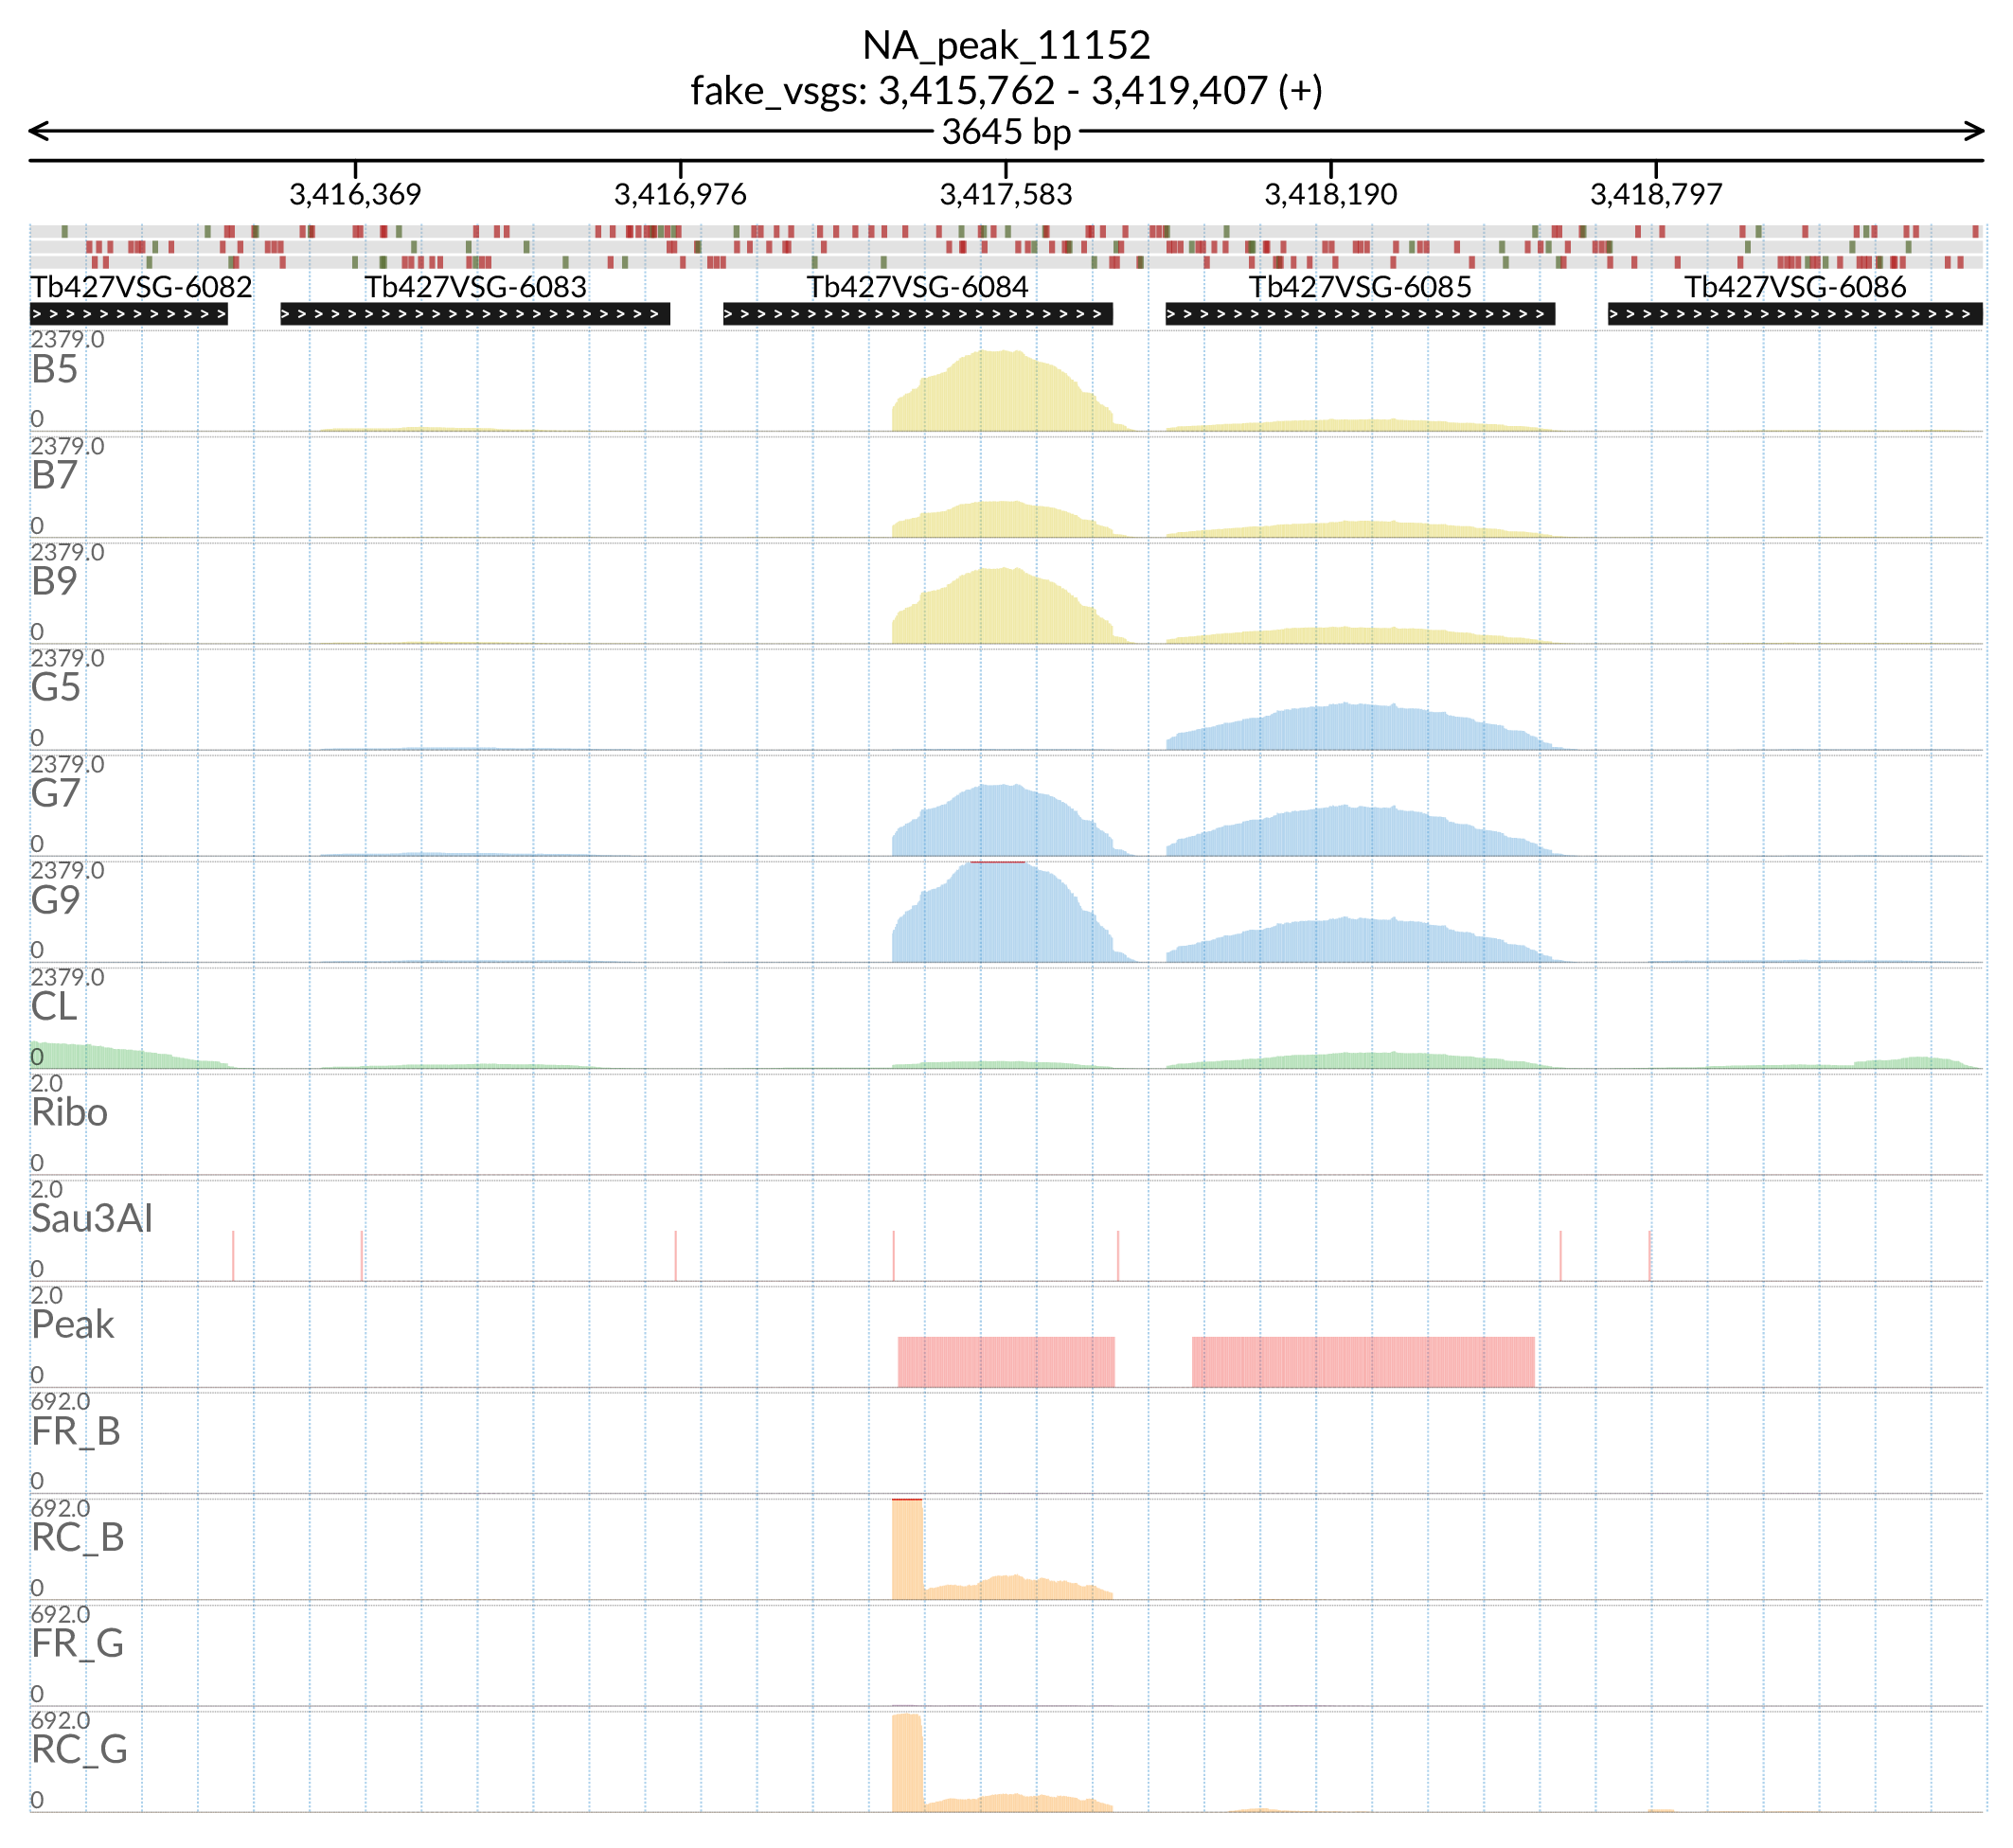 NA_peak_11152
fake_vsgs: 3,415,762 - 3,419,407 (+)
3645 bp
3,416,369 3,416,976 3,417,583 3,418,190 3,418,797
Tb427VSG-6082 Tb427VSG-6083 Tb427VSG-6084 Tb427VSG-6085 Tb427VSG-6086
2379.0
B5
0
2379.0
B7
0
2379.0
B9
0
2379.0
G5
0
2379.0
G7
0
2379.0
G9
0
2379.0
CL
0
2.0
Ribo
0
2.0
Sau3AI
0
2.0
Peak
0
692.0
FR_B
0
692.0
RC_B
0
692.0
FR_G
0
692.0
RC_G
0